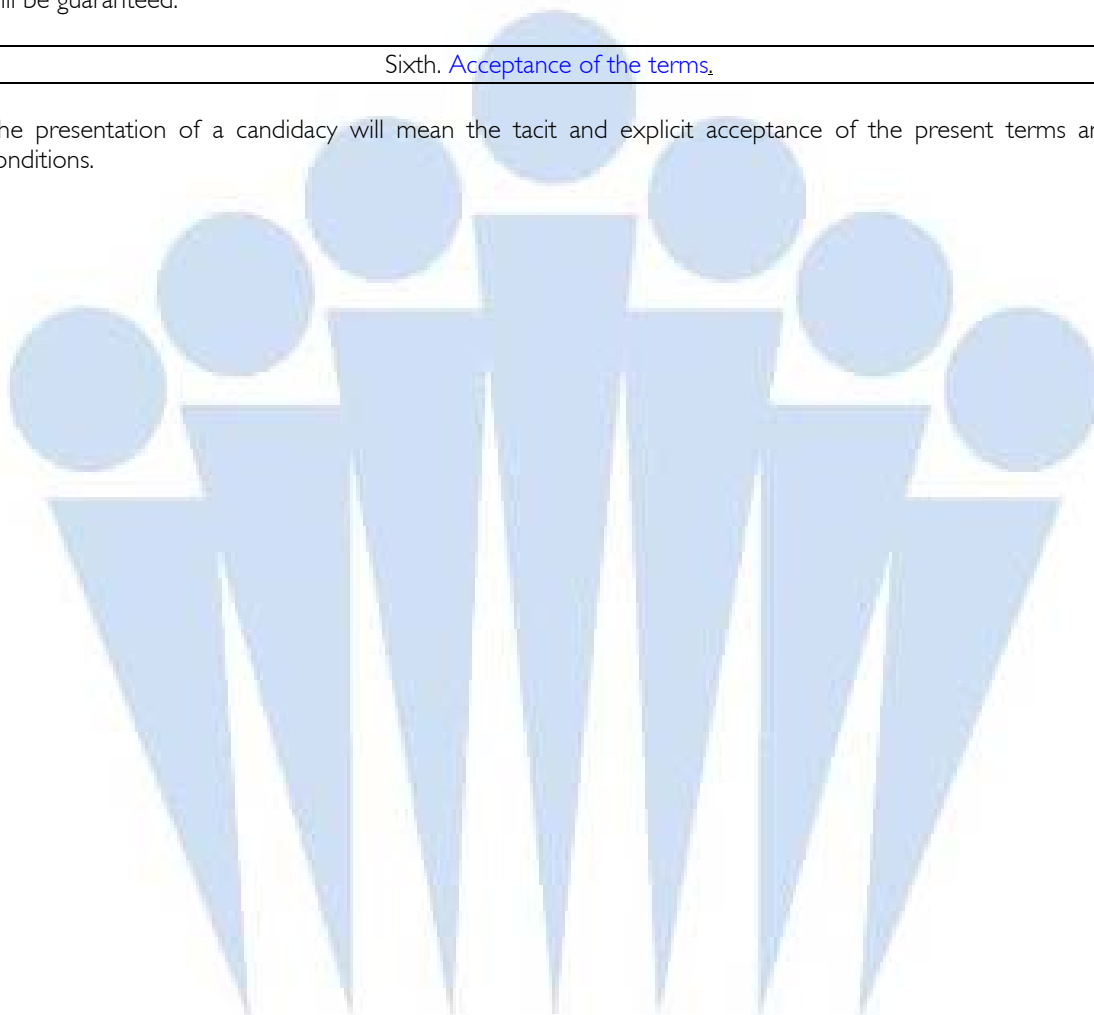 ill be guaranteed.
Sixth. Acceptance of the terms.
he presentation of a candidacy will mean the tacit and explicit acceptance of the present terms an
onditions.